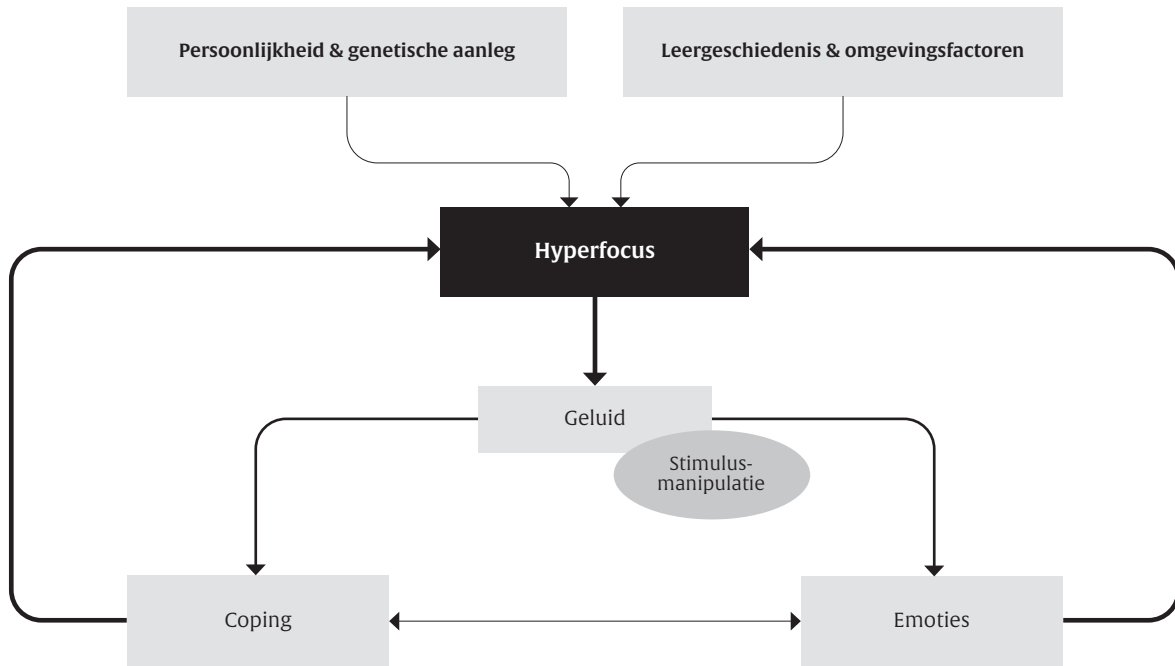 Persoonlijkheid & genetische aanleg
Leergeschiedenis & omgevingsfactoren
Hyperfocus
Geluid
Stimulus-
manipulatie
Coping
Emoties